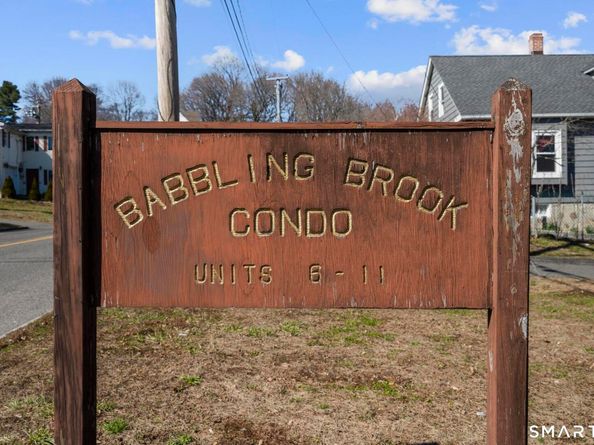 BABBLING BROOK
CONDO
UNITS 6-11
SMART